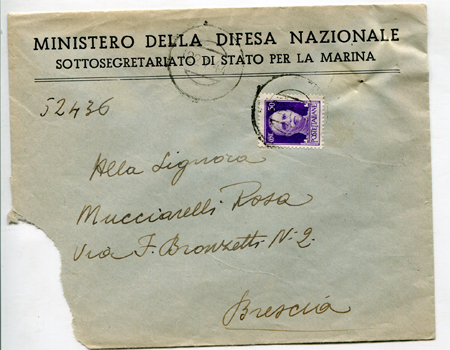 MINISTERO DELLA DIFESA NAZIONALE
SOTTOSEGRETARIATO DI STATO PER LA MARINA
52436
50
Alla Signora
Mucciarelli Rosa
Via F. Bronzetti N-2.
Brescia